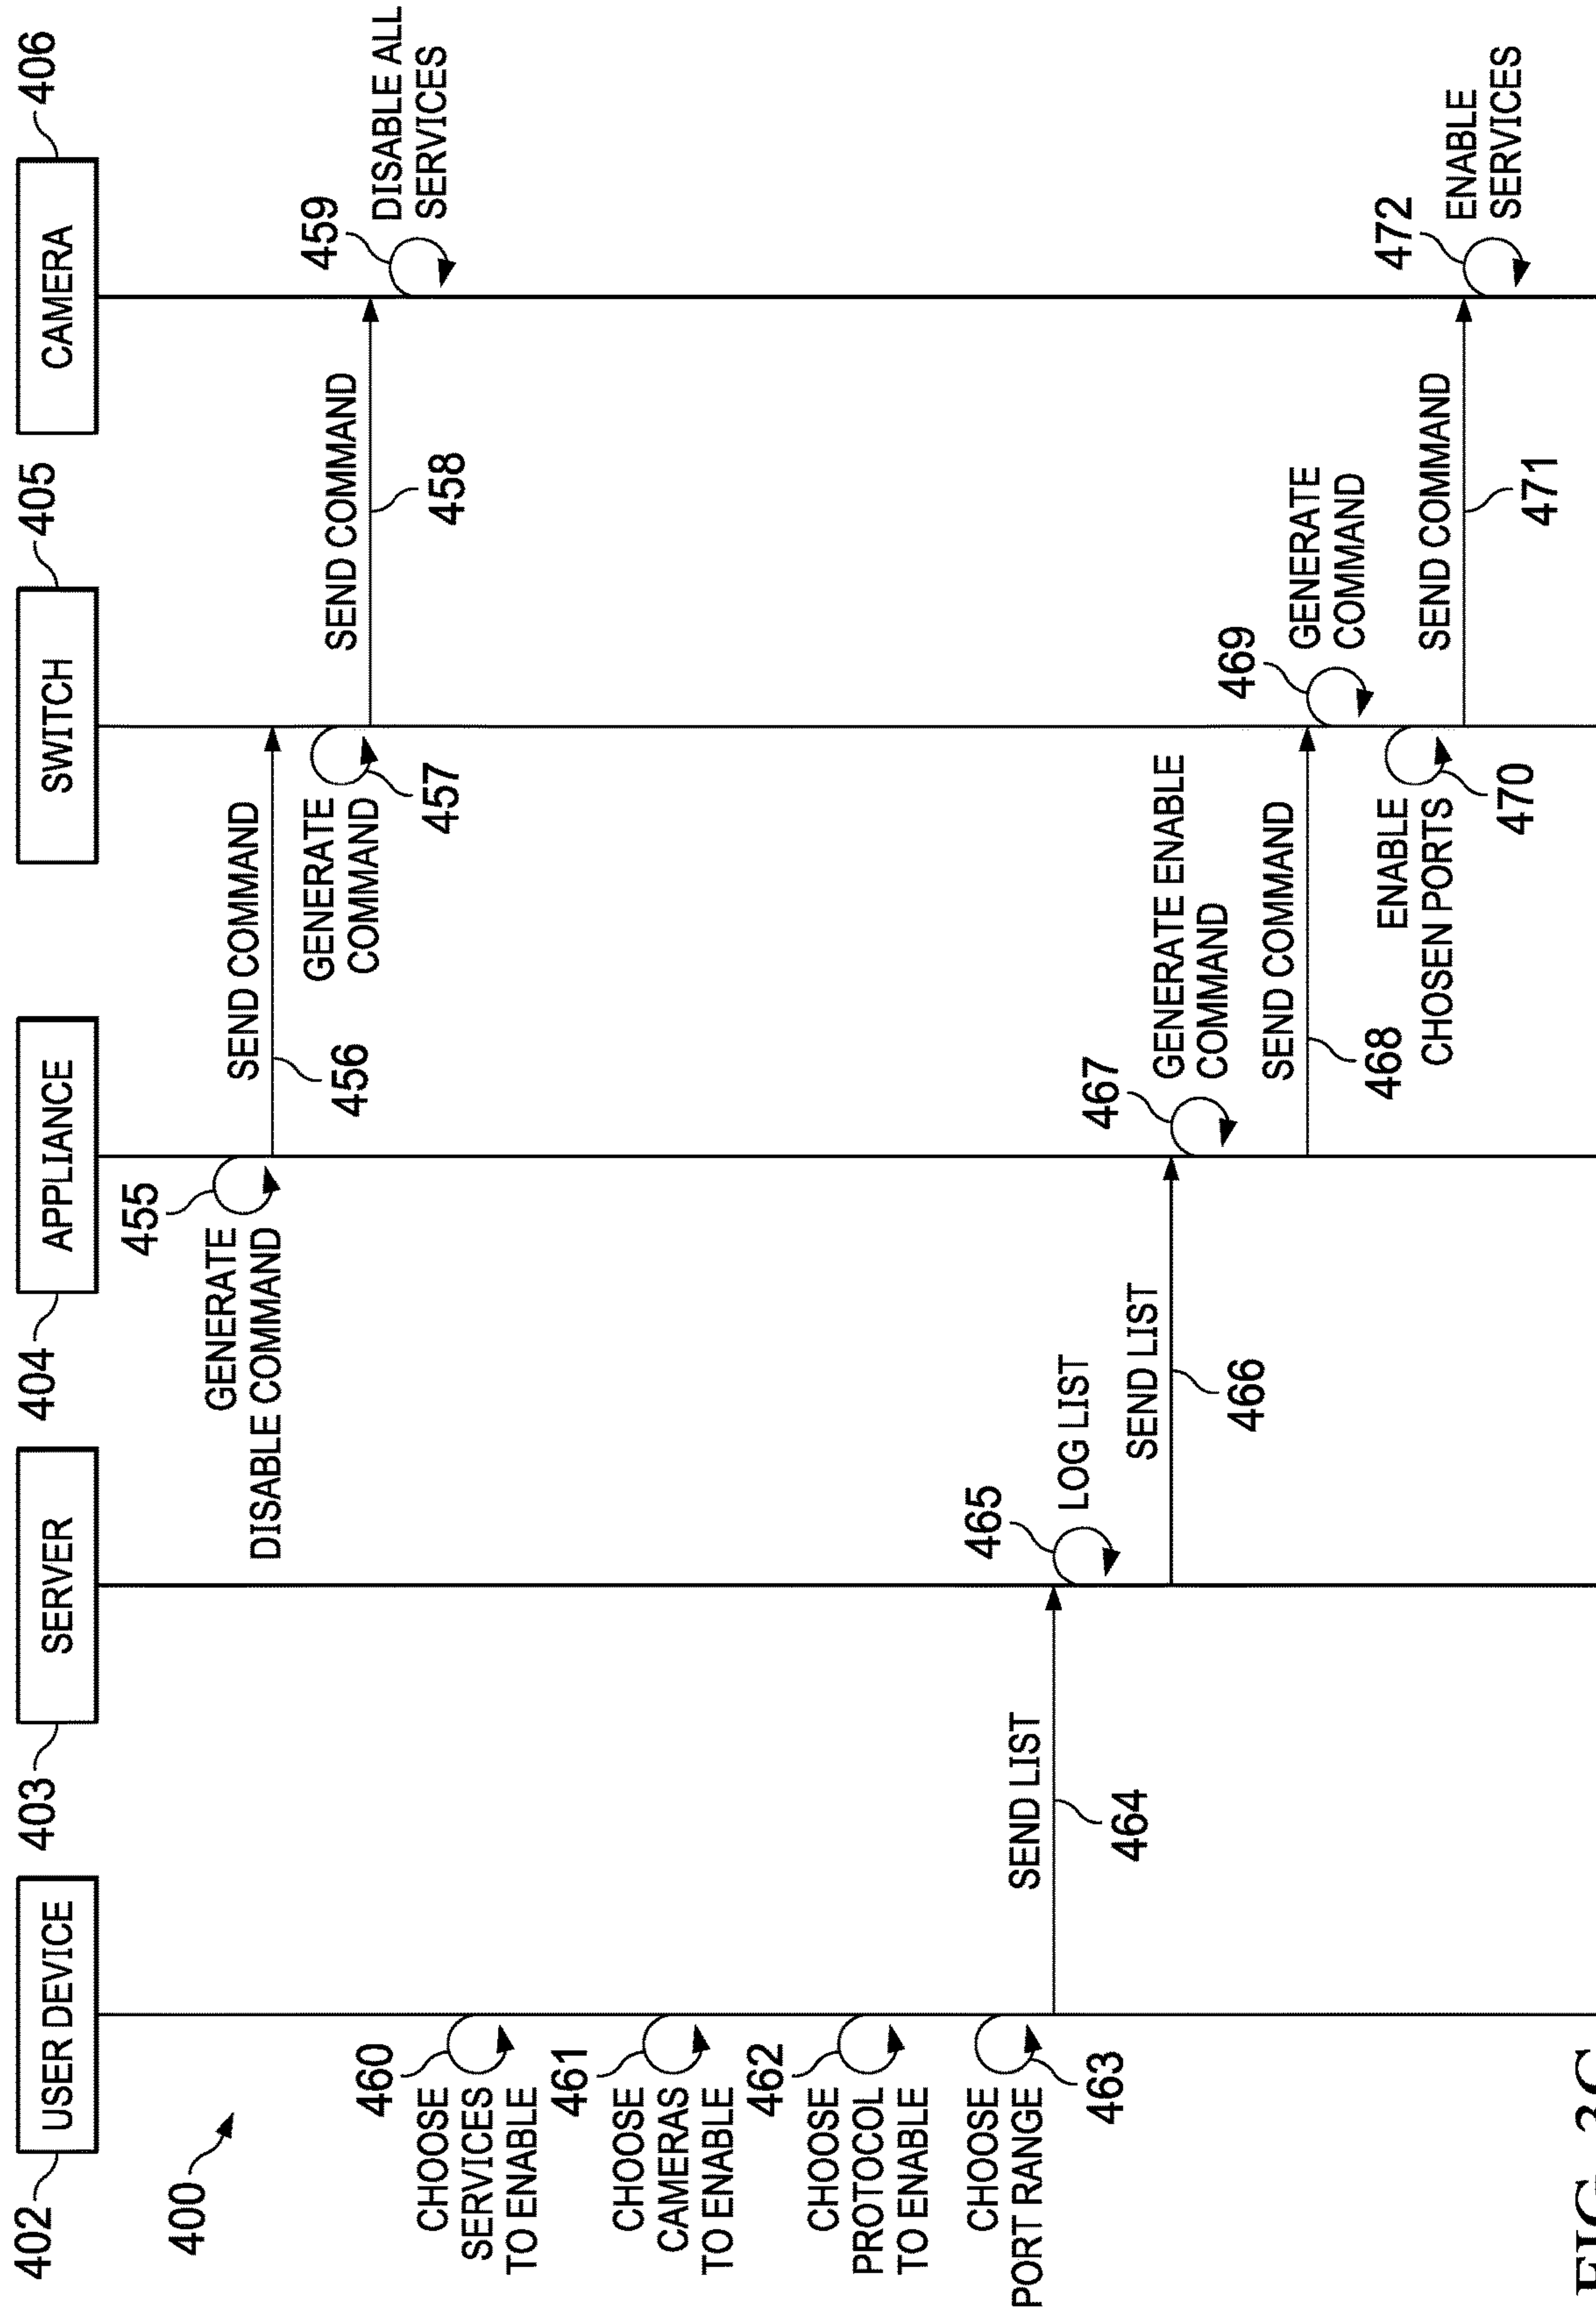 402
USER DEVICE
403
SERVER
404
APPLIANCE
SWITCH
405
CAMERA
406
400
455
GENERATE
DISABLE COMMAND
SEND COMMAND
456
GENERATE
COMMAND
457
SEND COMMAND
458
459
DISABLE ALL
SERVICES
460
CHOOSE
SERVICES
TO ENABLE
461
CHOOSE
CAMERAS
TO ENABLE
462
CHOOSE
PROTOCOL
TO ENABLE
CHOOSE
PORT RANGE
463
SEND LIST
464
465
LOG LIST
SEND LIST
466
467
GENERATE ENABLE
COMMAND
SEND COMMAND
468
469
GENERATE
COMMAND
ENABLE
CHOSEN PORTS
470
SEND COMMAND
471
472
ENABLE
SERVICES